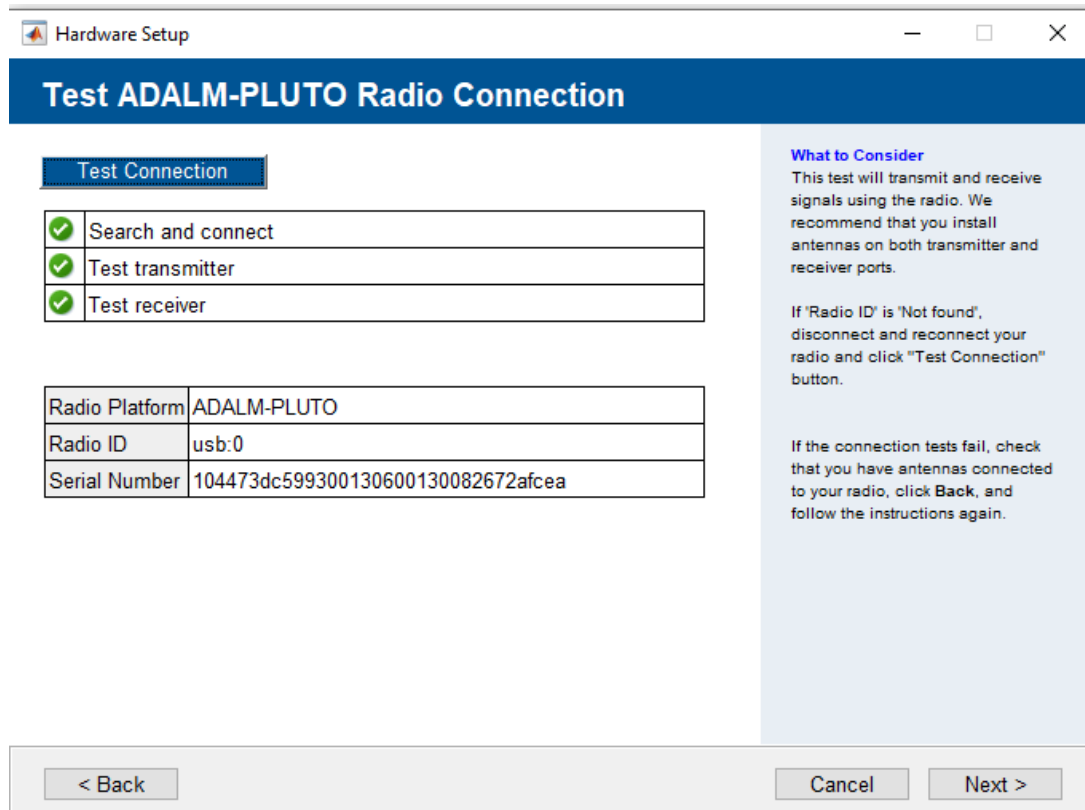 Hardware Setup
Test ADALM-PLUTO Radio Connection
Test Connection
Search and connect
Test transmitter
Test receiver
Radio Platform ADALM-PLUTO
Radio ID usb:0
Serial Number 104473dc599300130600130082672afcea
What to Consider
This test will transmit and receive
signals using the radio. We
recommend that you install
antennas on both transmitter and
receiver ports.
If 'Radio ID' is 'Not found',
disconnect and reconnect your
radio and click "Test Connection"
button.
If the connection tests fail, check
that you have antennas connected
to your radio, click Back, and
follow the instructions again.
< Back
Cancel
Next >